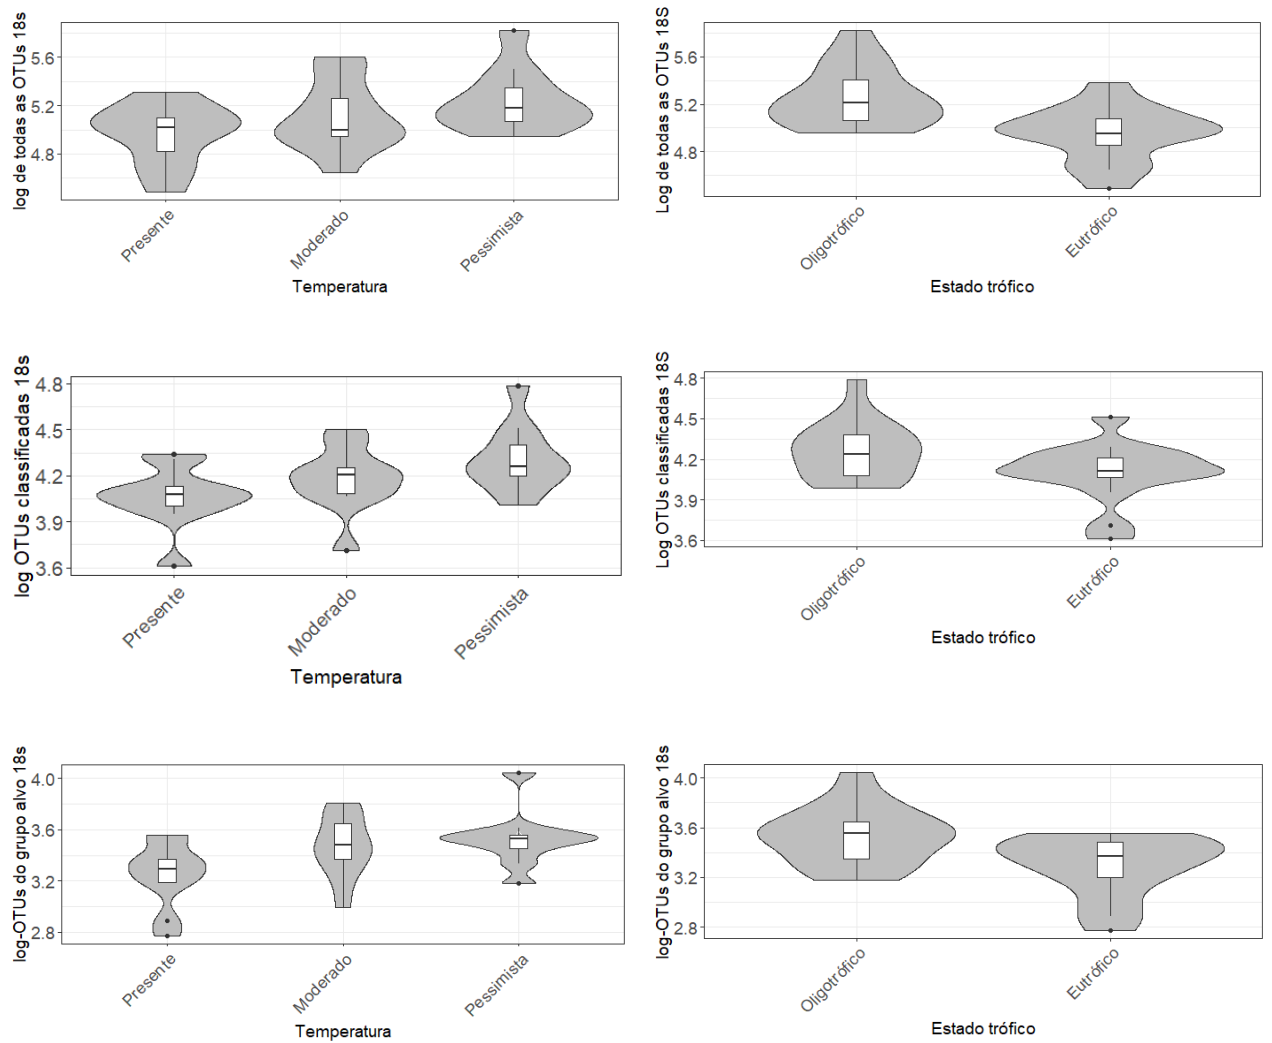 log de todas as OTUs 18s
5.6
5.2
4.8
Presente
Moderado
Pessimista
Temperatura
Log de todas as OTUs 18S
5.6
5.2
4.8
Oligotrófico
Eutrófico
Estado trófico
log OTUs classificadas 18s
4.8
4.5
4.2
3.9
3.6
Presente
Moderado
Pessimista
Temperatura
Log OTUs classificadas 18S
4.8
4.5
4.2
3.9
3.6
Oligotrófico
Eutrófico
Estado trófico
log-OTUs do grupo alvo 18s
4.0
3.6
3.2
2.8
Presente
Moderado
Pessimista
Temperatura
log-OTUs do grupo alvo 18s
4.0
3.6
3.2
2.8
Oligotrófico
Eutrófico
Estado trófico